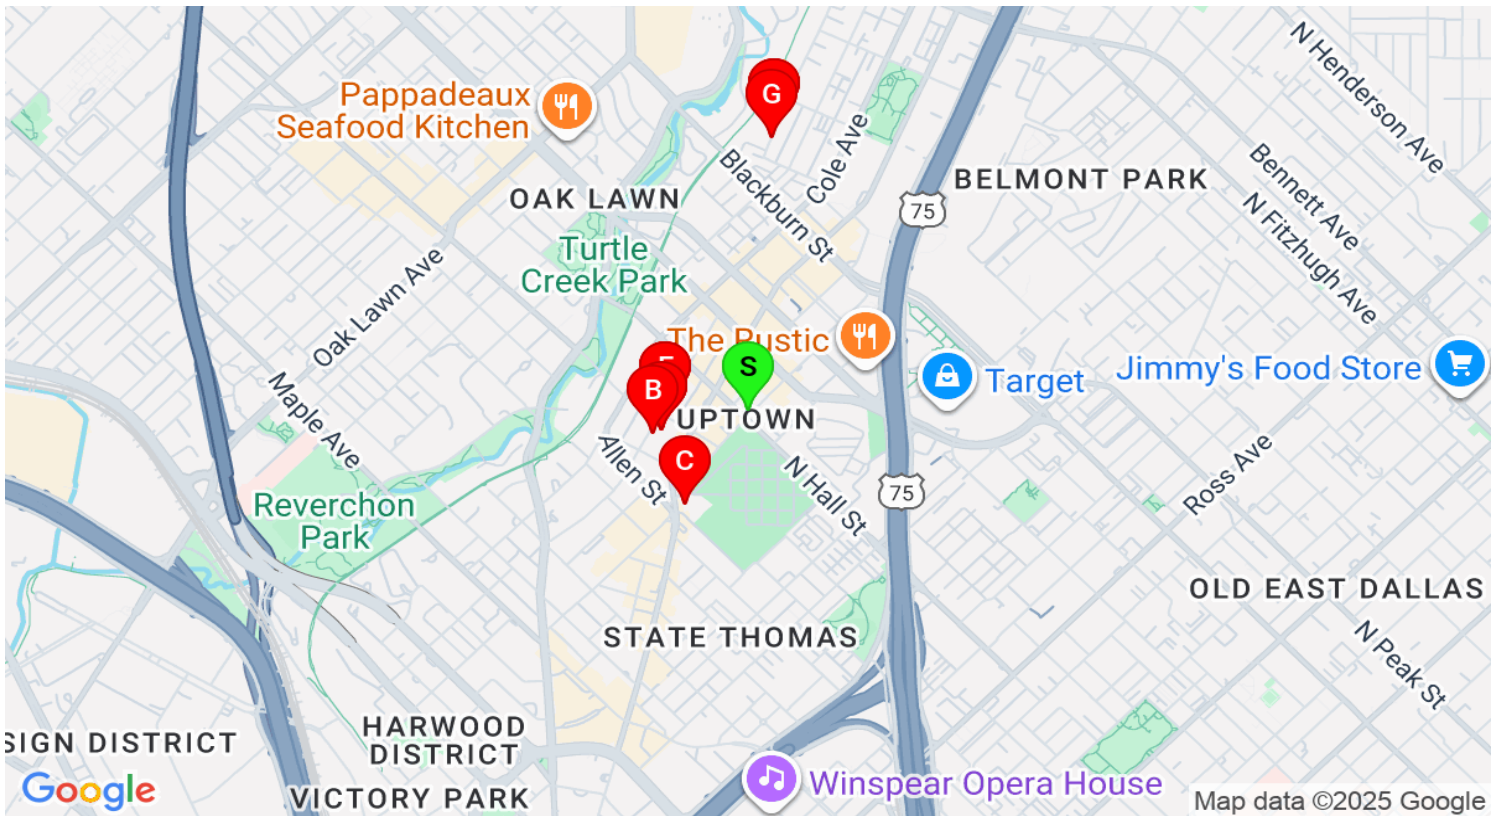 N Henderson Ave
Pappadeaux
Seafood Kitchen
G
Cole Ave
Blackburn St
BELMONT PARK
Bennett Ave
OAK LAWN
75
N Fitzhugh Ave
Turtle
Creek Park
Oak Lawn Ave
The Rustic
S
Target
Jimmy's Food Store
B
Maple Ave
UPTOWN
Allen St
C
N Hall St
75
Ross Ave
Reverchon
Park
OLD EAST DALLAS
STATE THOMAS
N Peak St
HARWOOD
DISTRICT
SIGN DISTRICT
Winspear Opera House
Google
VICTORY PARK
Map data ©2025 Google